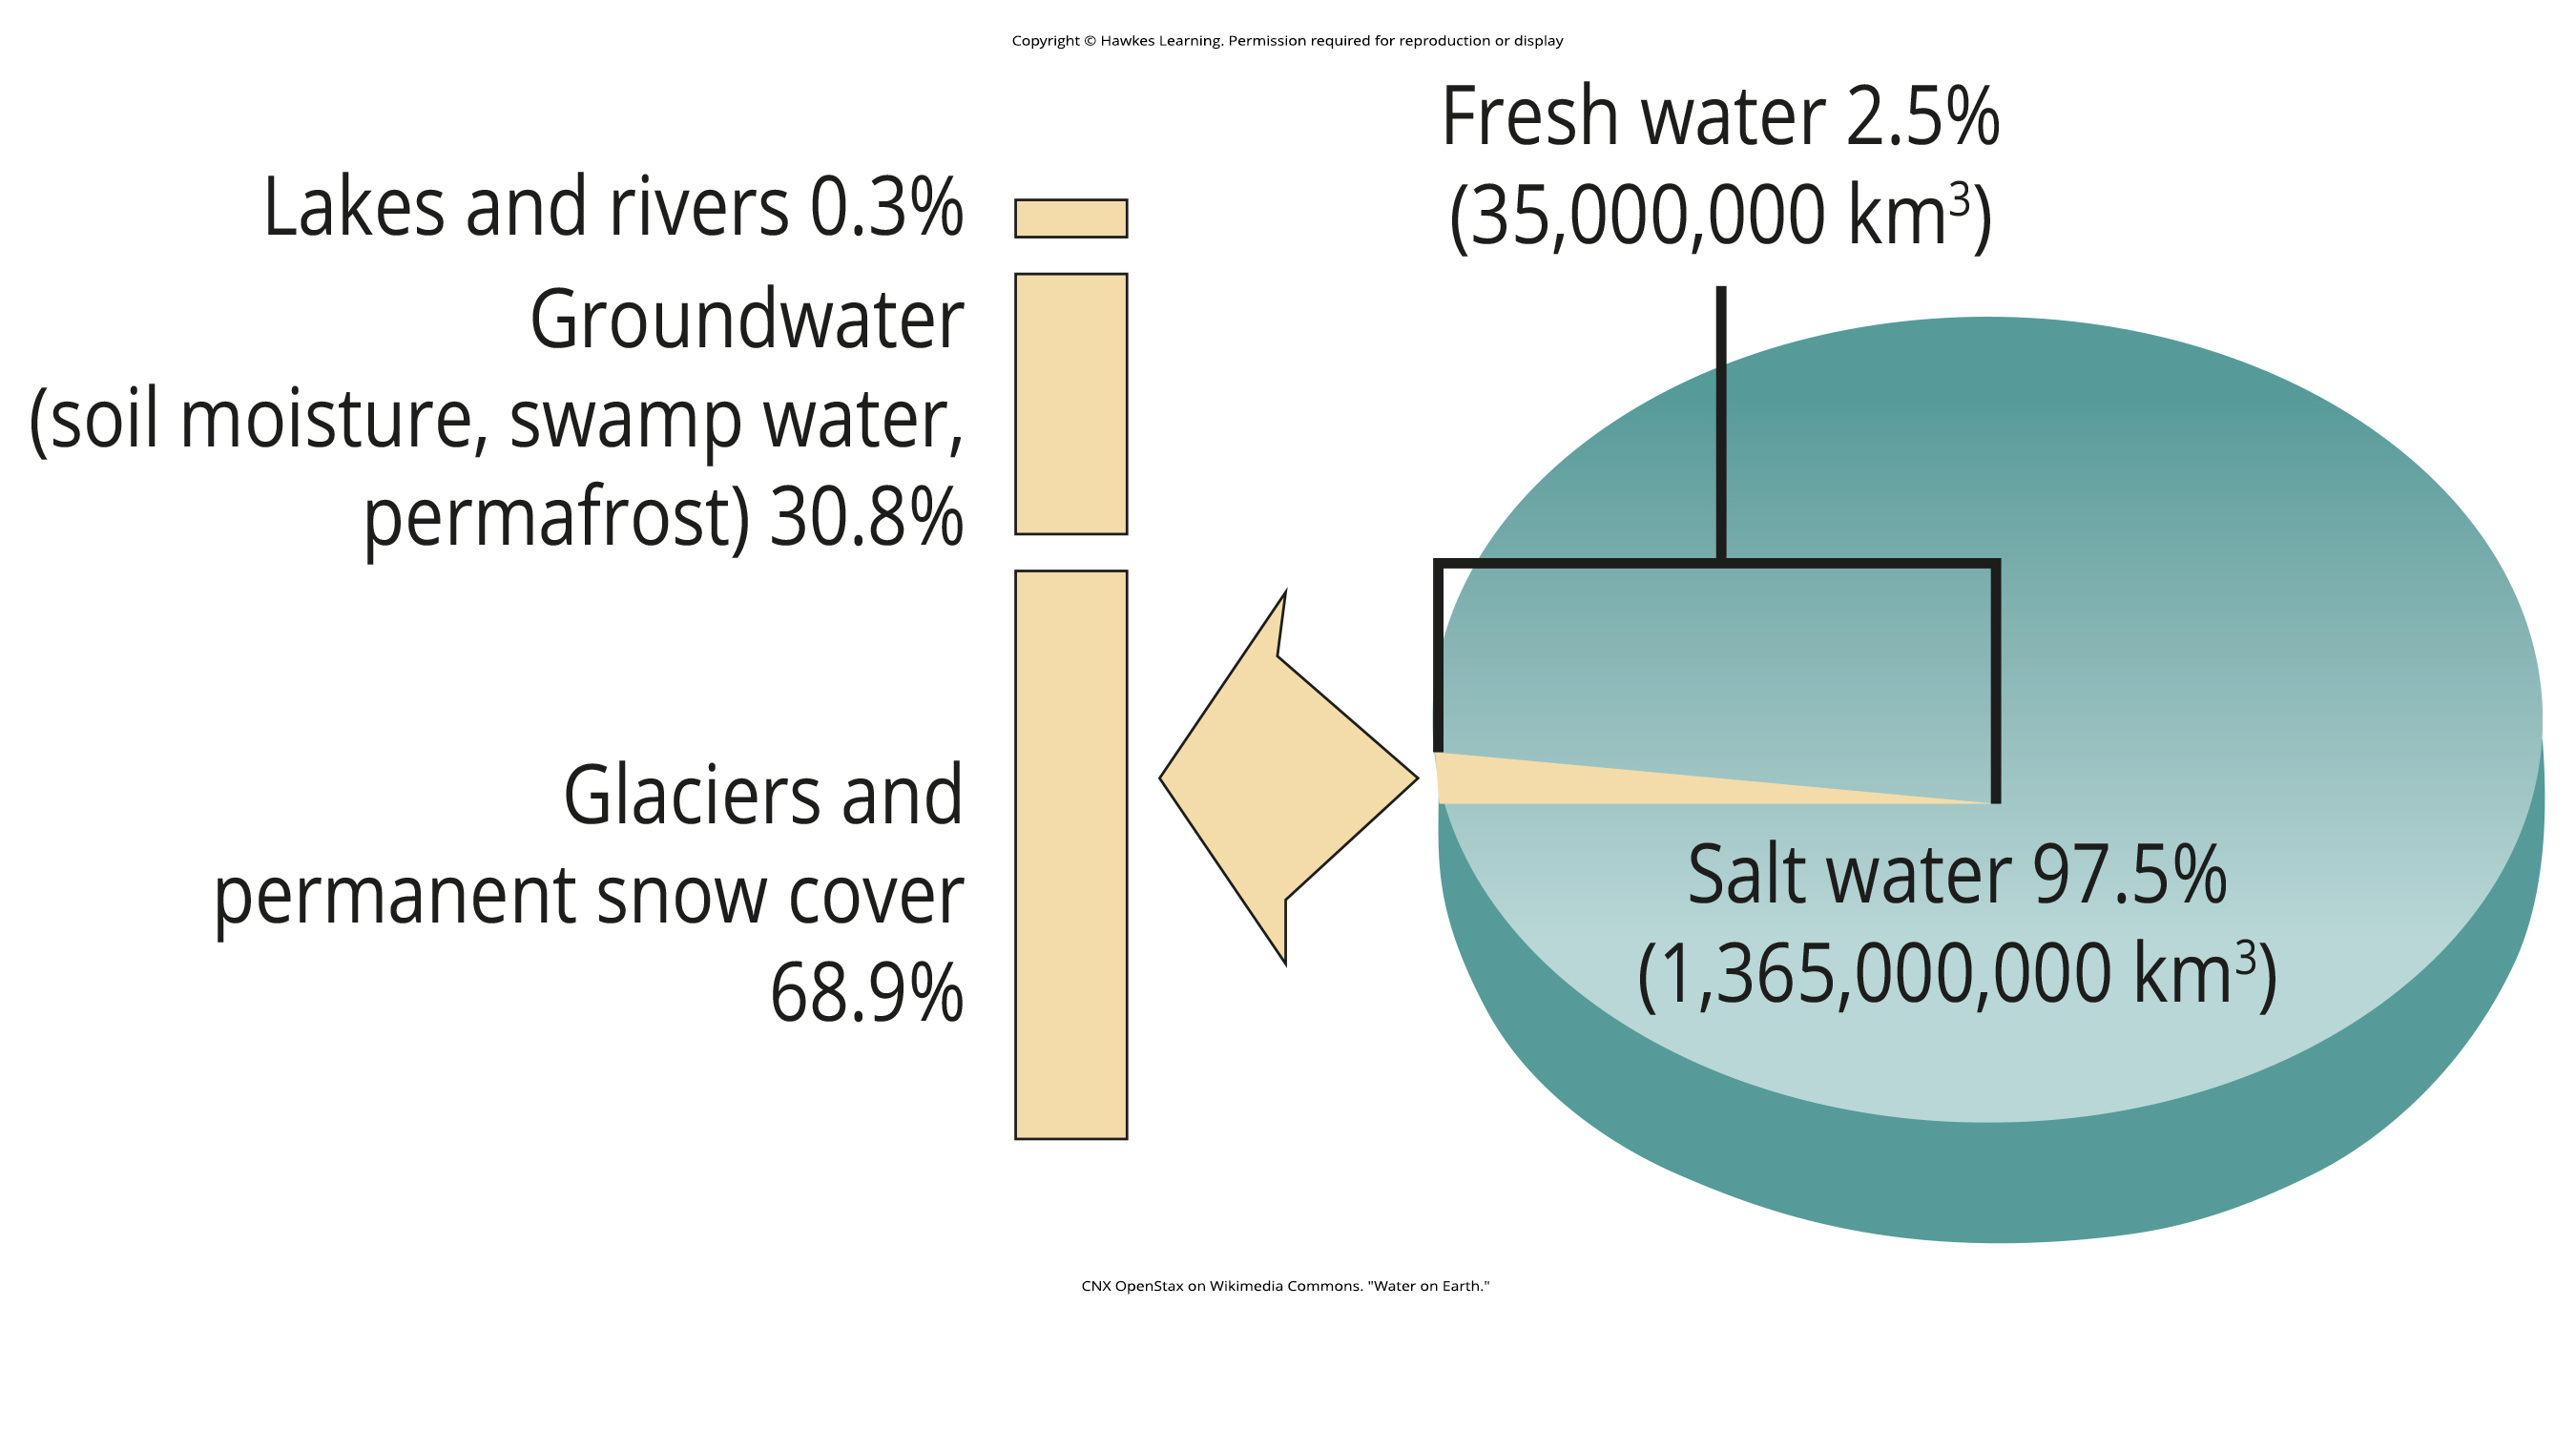 Copyright © Hawkes Learning. Permission required for reproduction or display
Fresh water 2.5%
(35,000,000 km³)
Lakes and rivers 0.3%
Groundwater
(soil moisture, swamp water,
permafrost) 30.8%
Glaciers and
permanent snow cover
68.9%
Salt water 97.5%
(1,365,000,000 km³)
CNX OpenStax on Wikimedia Commons. "Water on Earth."